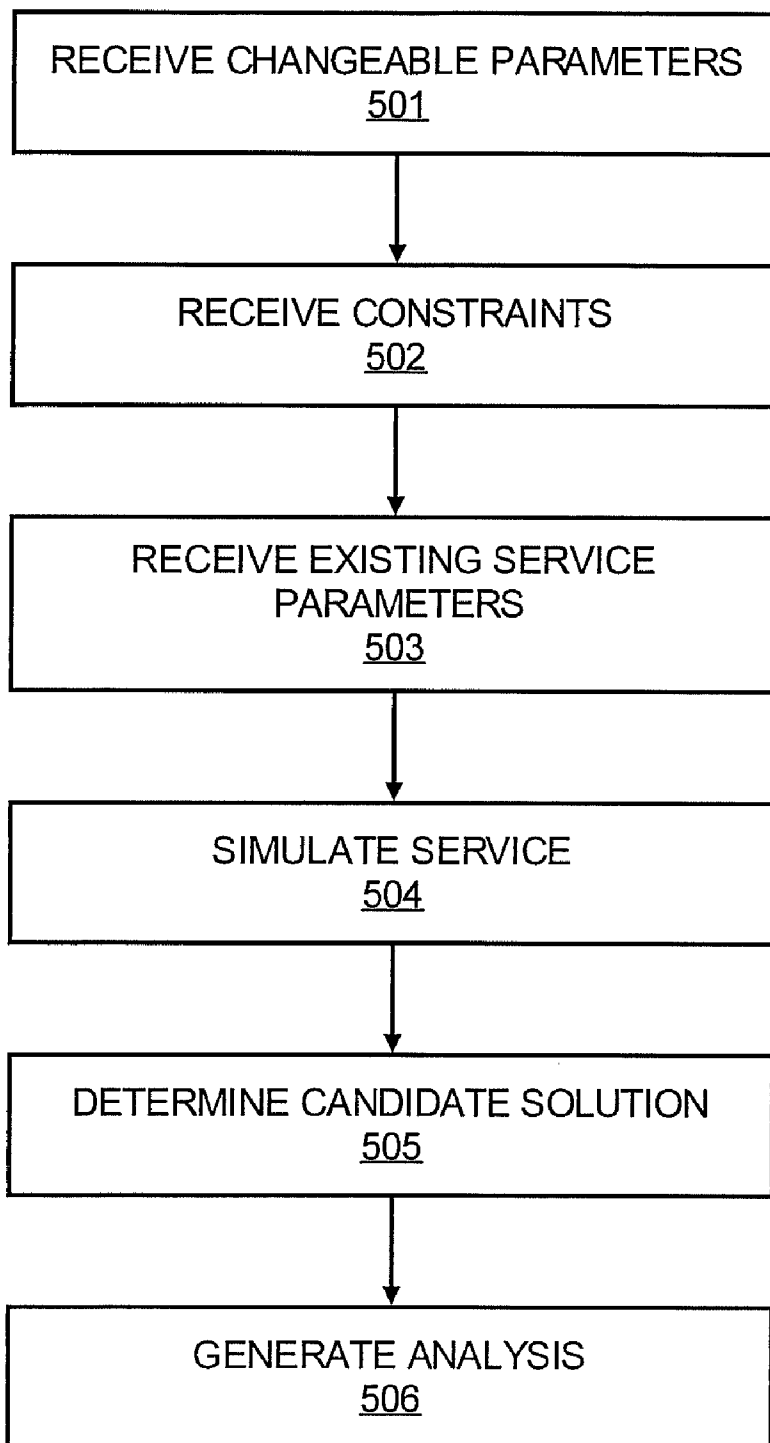 RECEIVE CHANGEABLE PARAMETERS
501
RECEIVE CONSTRAINTS
502
RECEIVE EXISTING SERVICE
PARAMETERS
503
SIMULATE SERVICE
504
DETERMINE CANDIDATE SOLUTION
505
GENERATE ANALYSIS
506